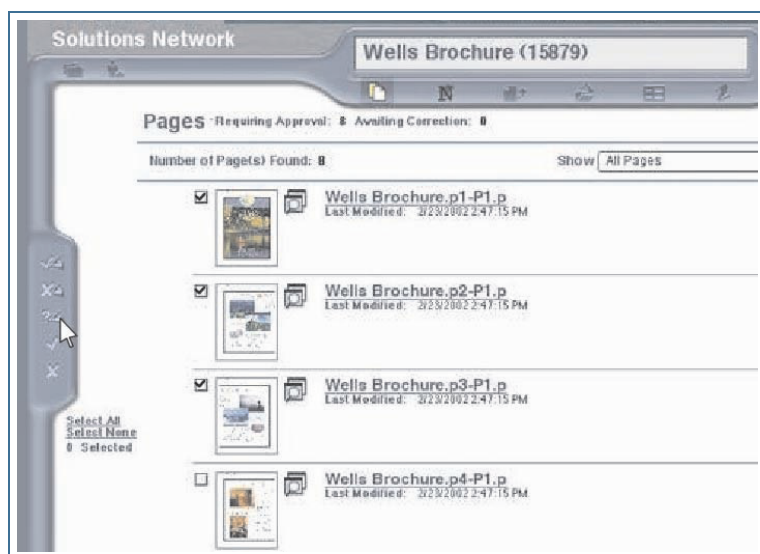 Solutions Network
Wells Brochure (15879)
Pages Requiring Approval: 8 Awaiting Correction: 0
Number of Page(s) Found: 8 Show All Pages
Wells Brochure.p1-P1.p
Last Modified: 2/23/2002 2:47:15 PM
Wells Brochure.p2-P1.p
Last Modified: 2/23/2002 2:47:15 PM
Wells Brochure.p3-P1.p
Last Modified: 2/23/2002 2:47:15 PM
Select All
Select None
0 Selected
Wells Brochure.p4-P1.p
Last Modified: 2/23/2002 2:47:15 PM